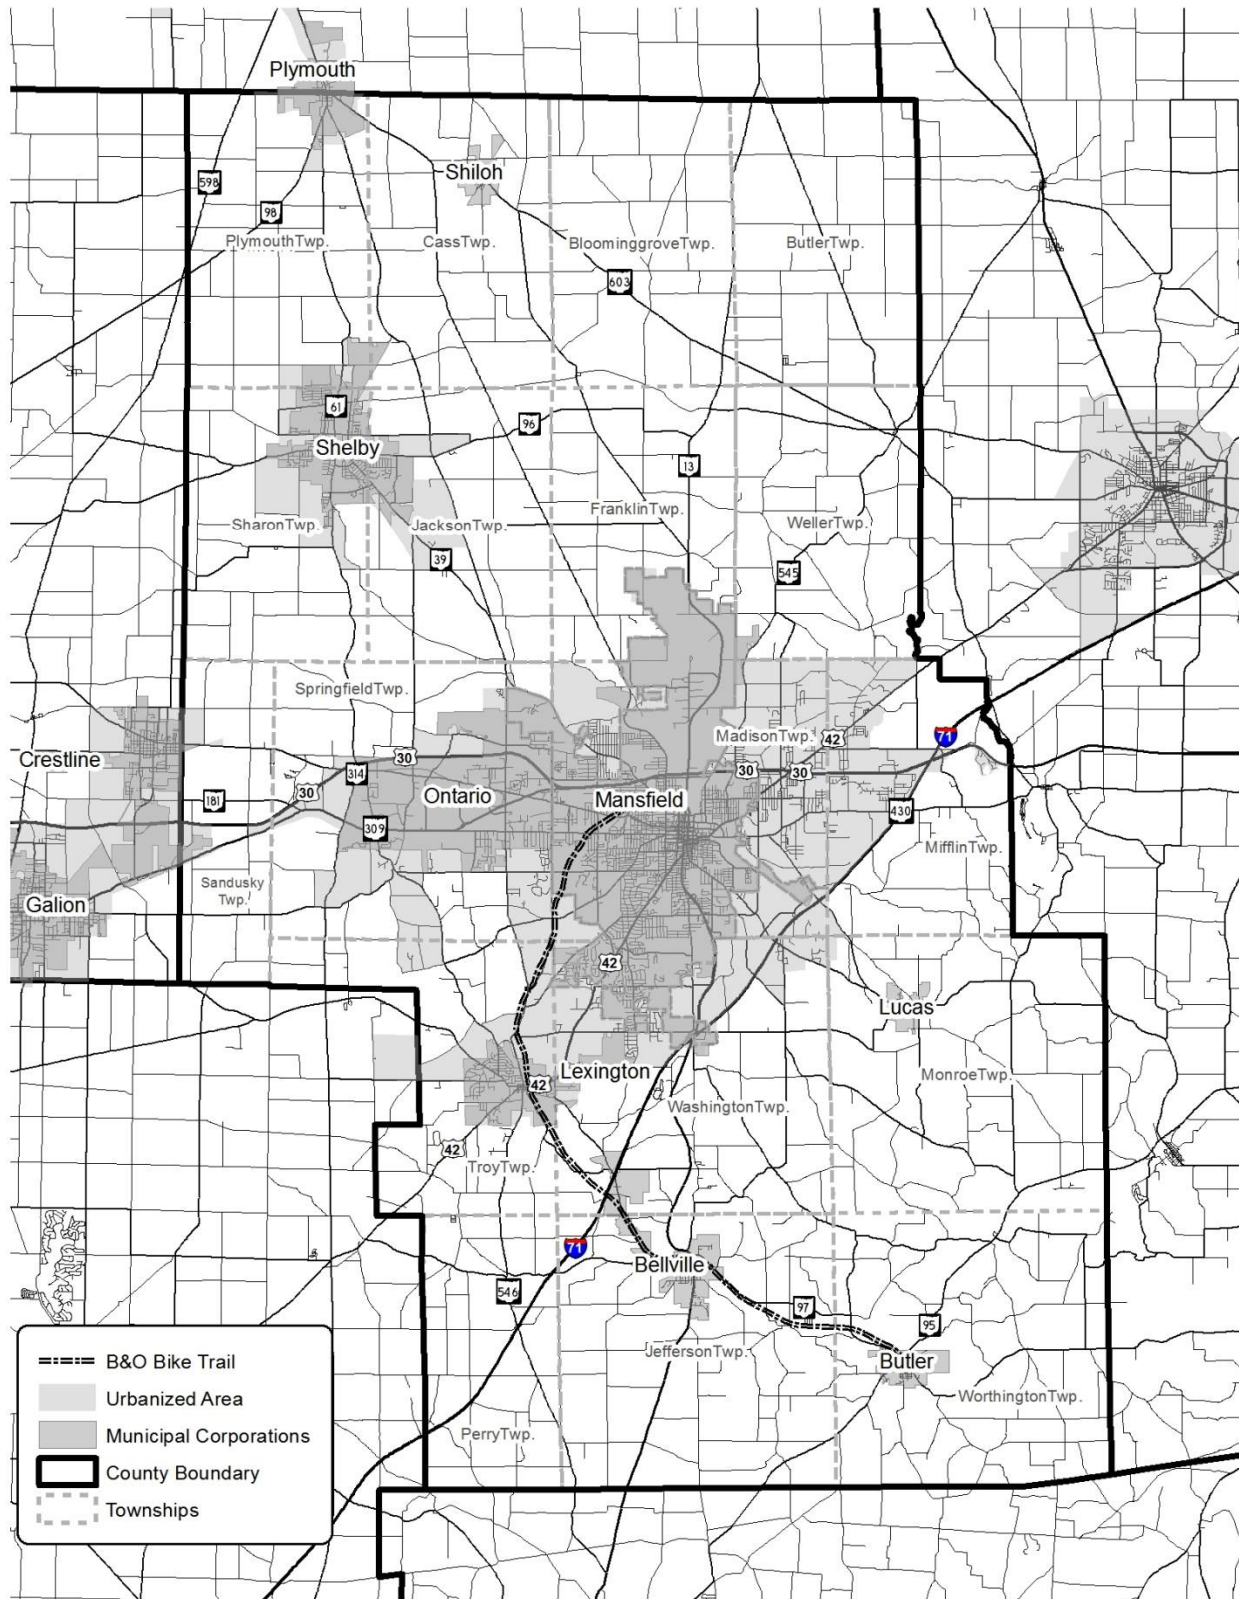 Plymouth
Shiloh
598
98
PlymouthTwp.
CassTwp.
BloominggroveTwp.
ButlerTwp.
603
61
96
Shelby
13
SharonTwp.
JacksonTwp.
FranklinTwp.
WellerTwp.
39
545
SpringfieldTwp.
MadisonTwp.
42
71
Crestline
30
314
30
30
181
30
Ontario
Mansfield
309
430
MifflinTwp.
Sandusky
Twp.
Galion
42
Lucas
Lexington
42
MonroeTwp.
WashingtonTwp.
42
TroyTwp.
71
Bellville
546
97
95
JeffersonTwp.
Butler
WorthingtonTwp.
PerryTwp.
B&O Bike Trail
Urbanized Area
Municipal Corporations
County Boundary
Townships